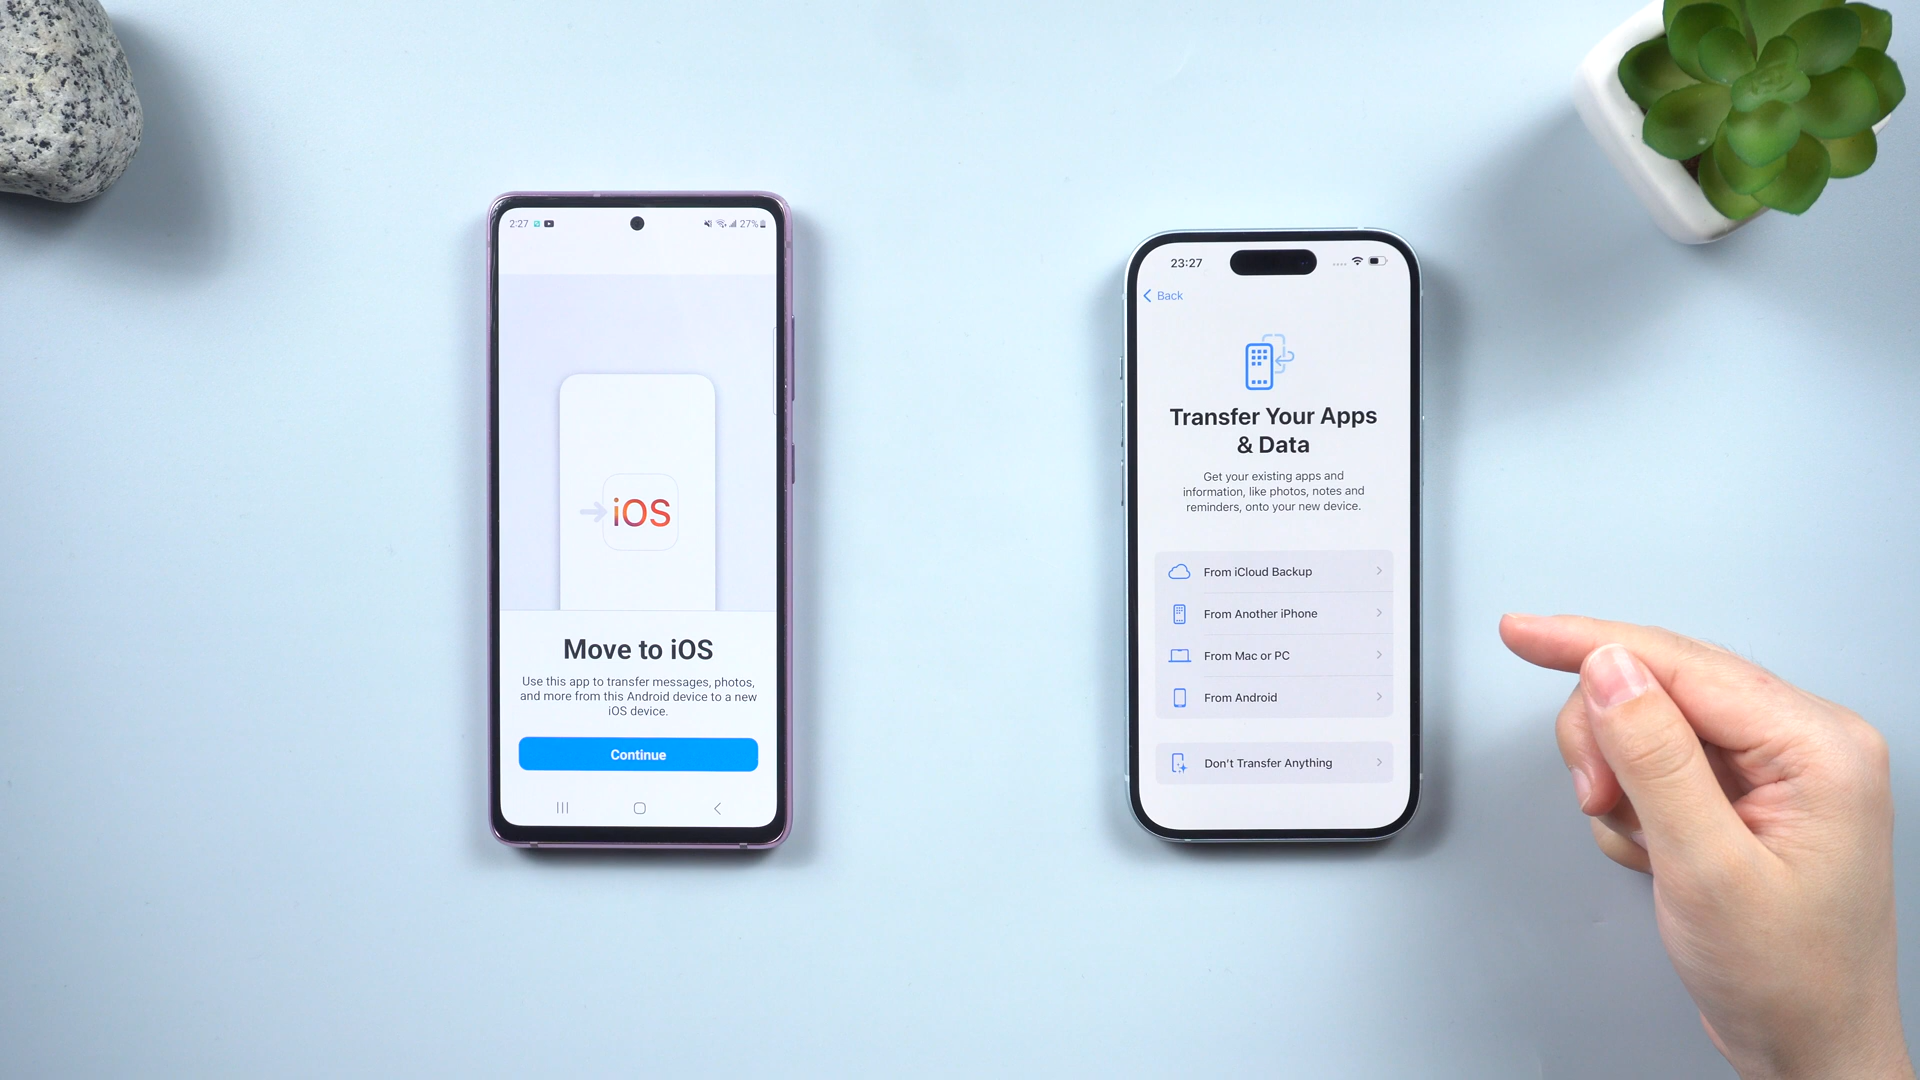 2:27
27%
iOS
Move to iOS
Use this app to transfer messages, photos,
and more from this Android device to a new
iOS device.
Continue
23:27
Back
Transfer Your Apps
& Data
Get your existing apps and
information, like photos, notes and
reminders, onto your new device.
From iCloud Backup
From Another iPhone
From Mac or PC
From Android
Don't Transfer Anything